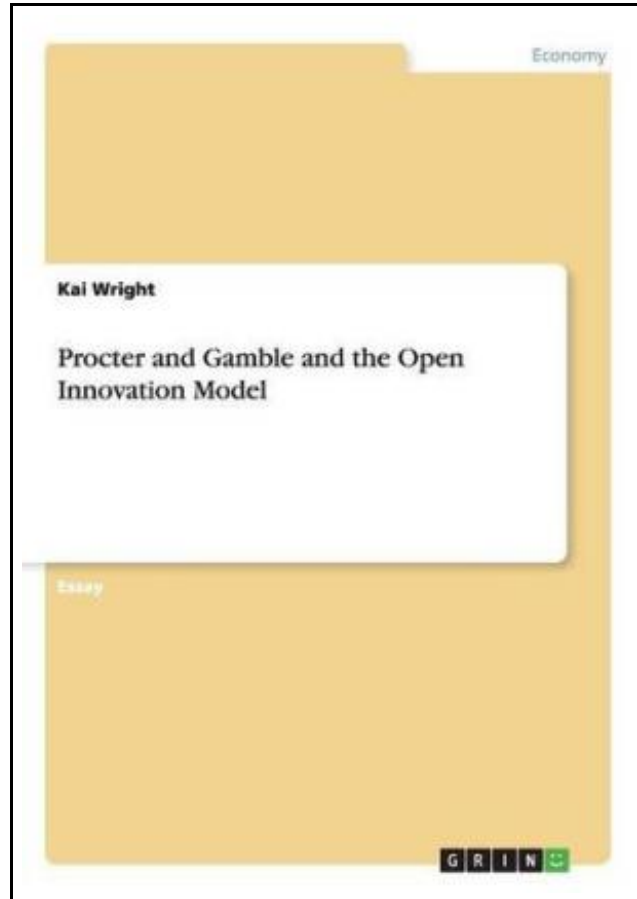 Economy
Kai Wright
Procter and Gamble and the Open
Innovation Model
Essay
GRIN